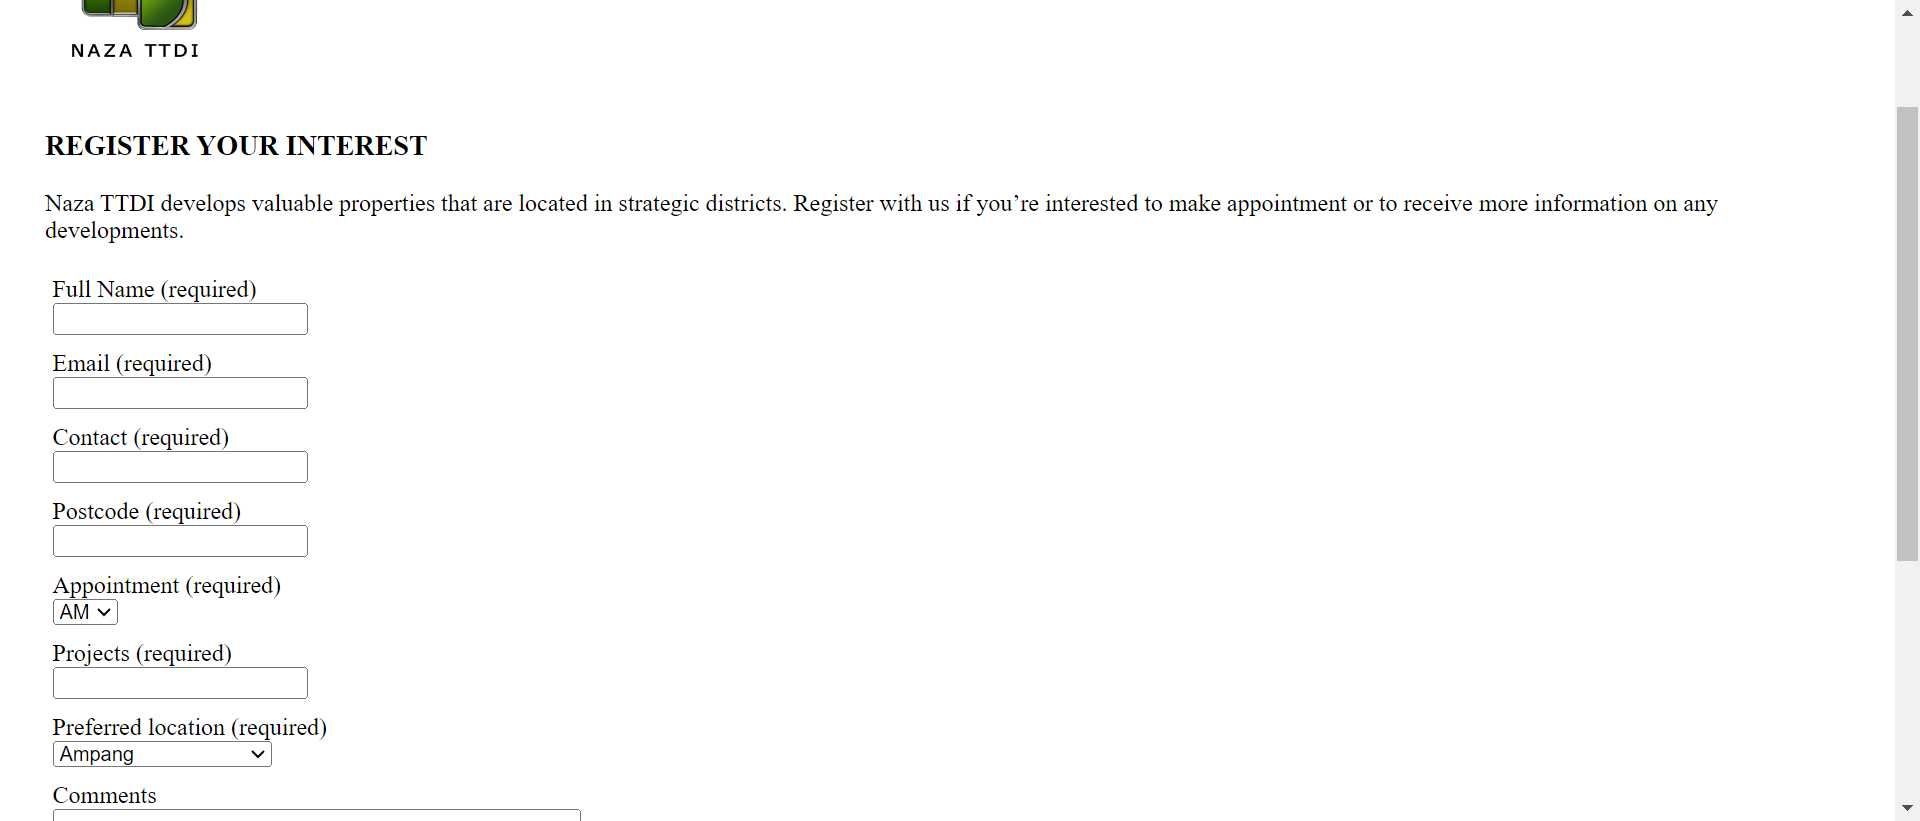 NAZA TTDI
REGISTER YOUR INTEREST
Naza TTDI develops valuable properties that are located in strategic districts. Register with us if you’re interested to make appointment or to receive more information on any
developments.
Full Name (required)
Email (required)
Contact (required)
Postcode (required)
Appointment (required)
AM
Projects (required)
Preferred location (required)
Ampang
Comments